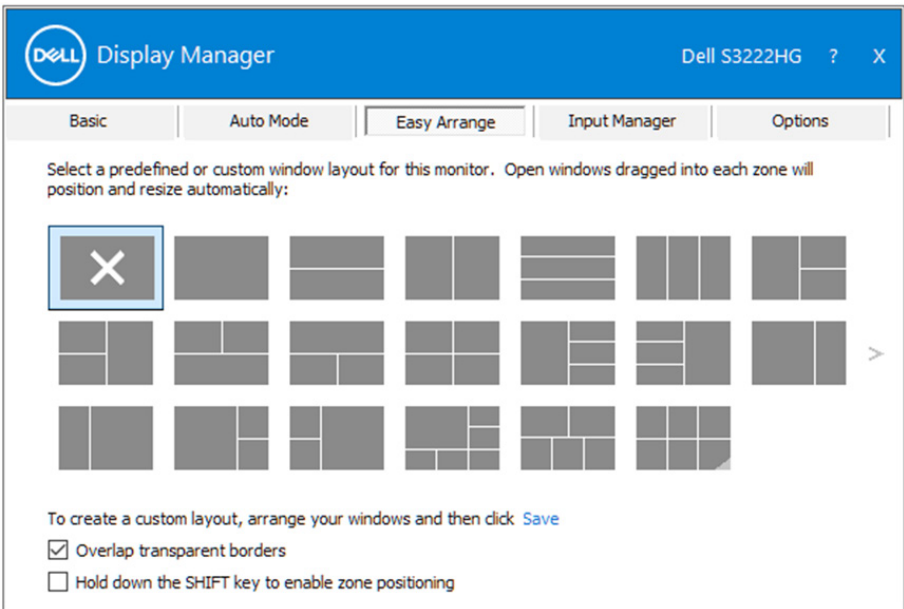 DELL Display Manager Dell S3222HG ? X
Basic Auto Mode Easy Arrange Input Manager Options
Select a predefined or custom window layout for this monitor. Open windows dragged into each zone will
position and resize automatically:
>
To create a custom layout, arrange your windows and then click Save
Overlap transparent borders
Hold down the SHIFT key to enable zone positioning